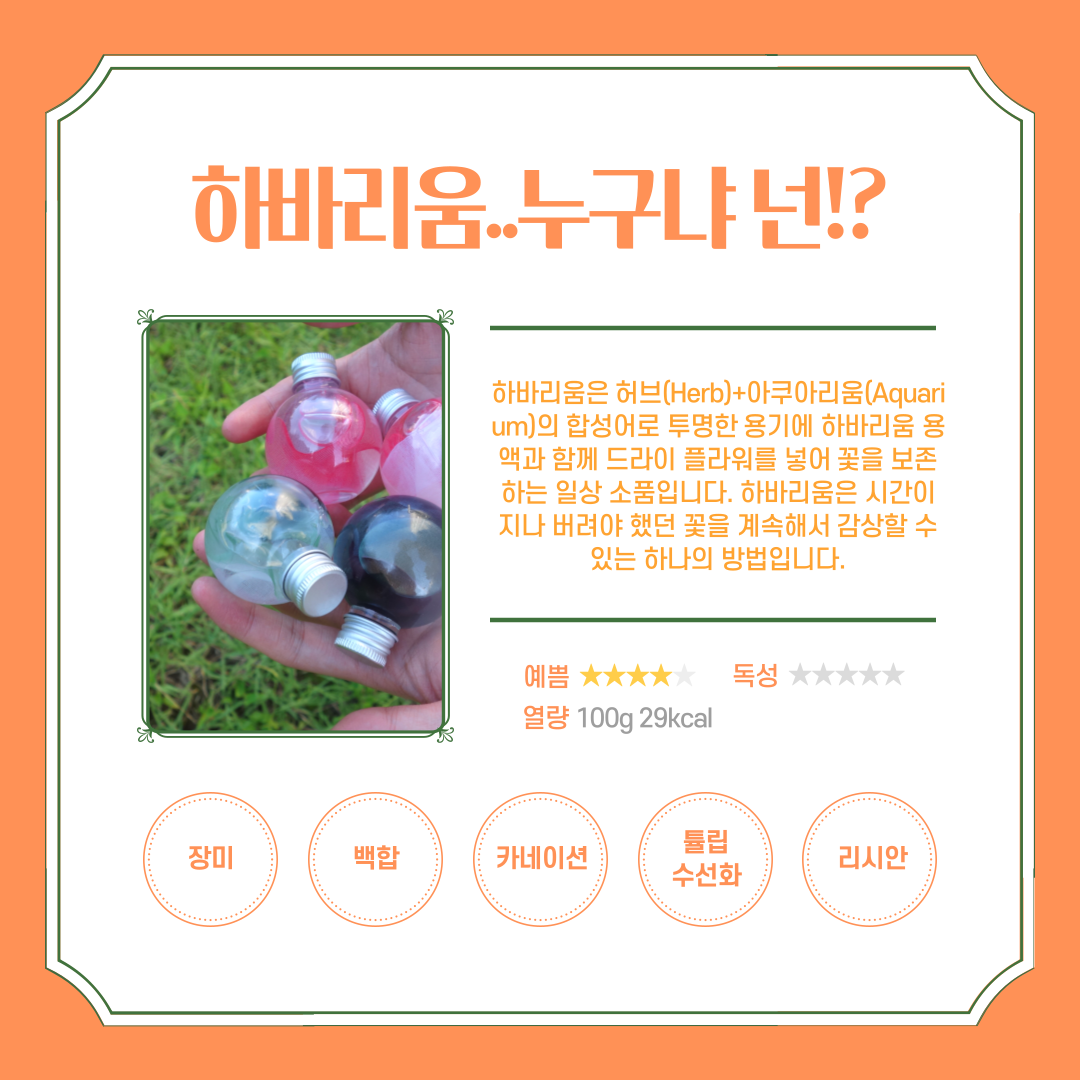 하바리움..누구냐 넌!?
하바리움은 허브(Herb)+아쿠아리움(Aquari
um)의 합성어로 투명한 용기에 하바리움 용
액과 함께 드라이 플라워를 넣어 꽃을 보존
하는 일상 소품입니다. 하바리움은 시간이
지나 버려야 했던 꽃을 계속해서 감상할 수
있는 하나의 방법입니다.
예쁨 ★★★★★ 독성 ★★★★★
열량 100g 29kcal
장미
백합
카네이션
튤립
수선화
리시안